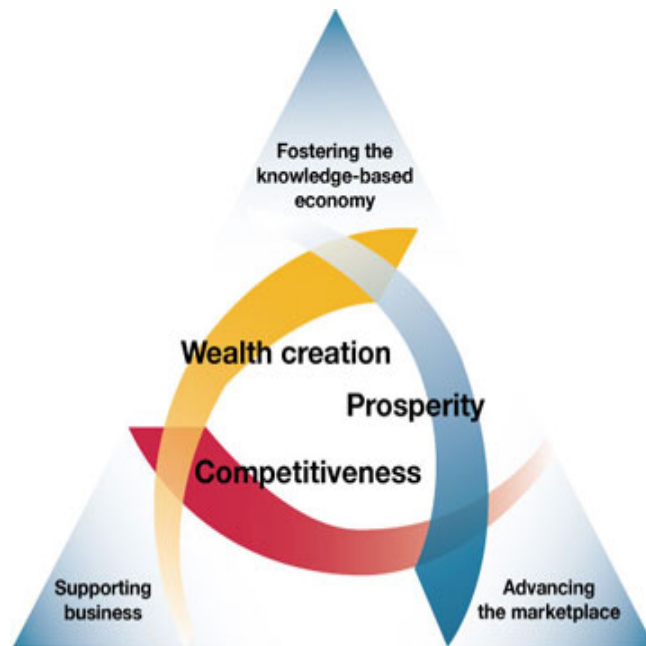 Fostering the
knowledge-based
economy
Wealth creation
Prosperity
Competitiveness
Supporting
business
Advancing
the marketplace